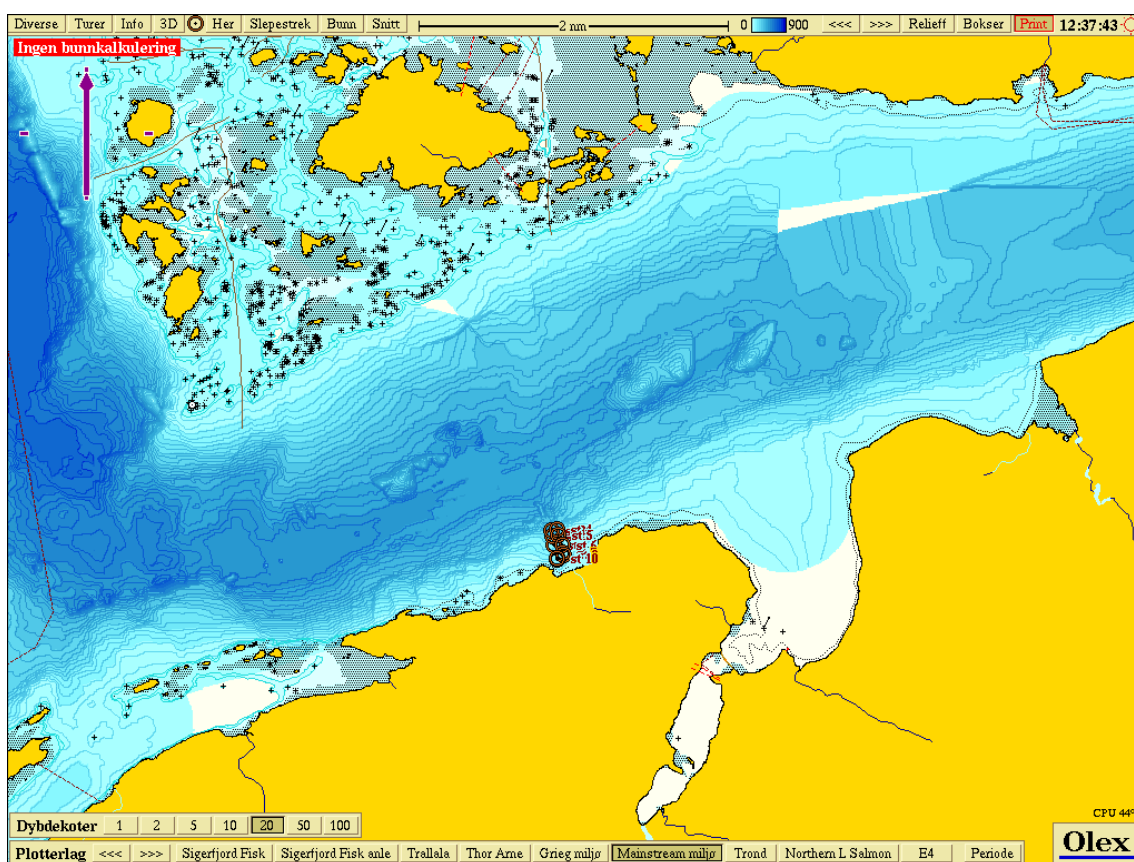 Diverse Turer Info 3D Her Slepestrek Bunn Snitt 2 nm 0 900 <<< >>> Relieff Bokser Print 12:37:43
Ingen bunnkalkulering
st 5
st 10
CPU 44°
Dybdekoter 1 2 5 10 20 50 100
Olex
Plotterlag <<< >>> Sigerfjord Fisk Sigerfjord Fisk anle Trallala Thor Arne Grieg miljø Mainstream miljø Trond Northern L Salmon E4 Periode